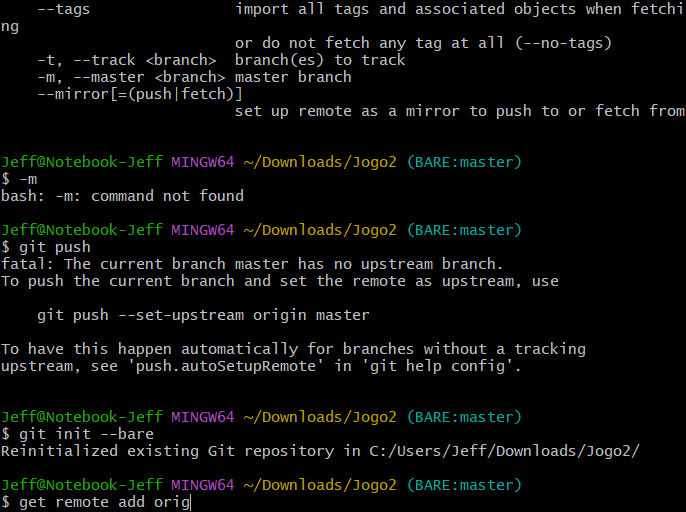 --tags                import all tags and associated objects when fetchi
ng
                      or do not fetch any tag at all (--no-tags)
-t, --track <branch>  branch(es) to track
-m, --master <branch> master branch
--mirror[=(push|fetch)]
                      set up remote as a mirror to push to or fetch from
Jeff@Notebook-Jeff MINGW64 ~/Downloads/Jogo2 (BARE:master)
$ -m
bash: -m: command not found
Jeff@Notebook-Jeff MINGW64 ~/Downloads/Jogo2 (BARE:master)
$ git push
fatal: The current branch master has no upstream branch.
To push the current branch and set the remote as upstream, use
    git push --set-upstream origin master
To have this happen automatically for branches without a tracking
upstream, see 'push.autoSetupRemote' in 'git help config'.
Jeff@Notebook-Jeff MINGW64 ~/Downloads/Jogo2 (BARE:master)
$ git init --bare
Reinitialized existing Git repository in C:/Users/Jeff/Downloads/Jogo2/
Jeff@Notebook-Jeff MINGW64 ~/Downloads/Jogo2 (BARE:master)
$ get remote add orig